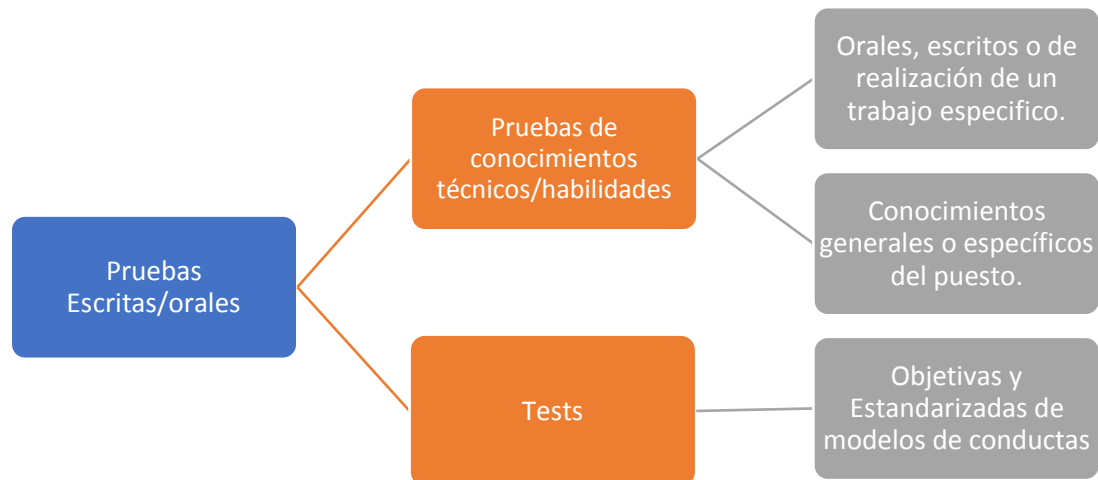 Pruebas
Escritas/orales
Pruebas de
conocimientos
técnicos/habilidades
Orales, escritos o de
realización de un
trabajo especifico.
Conocimientos
generales o específicos
del puesto.
Tests
Objetivas y
Estandarizadas de
modelos de conductas